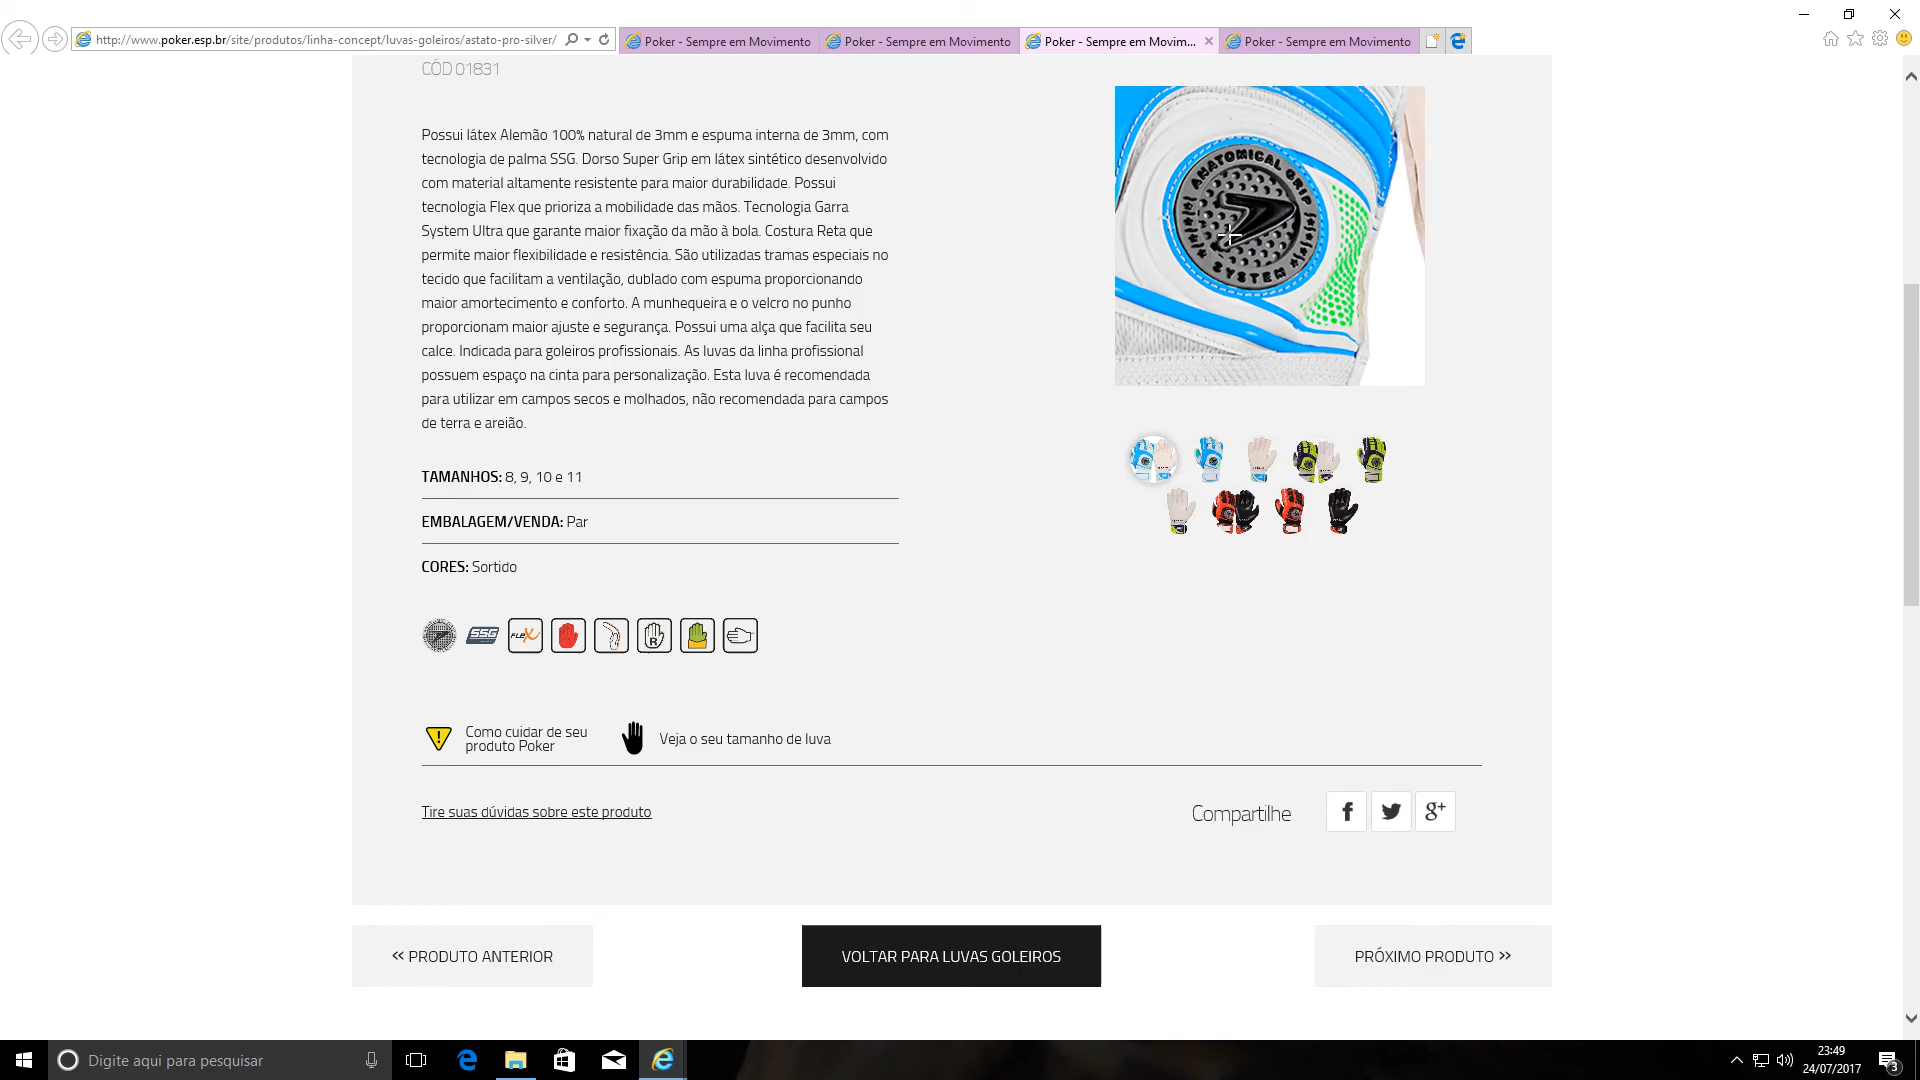 http://www.poker.esp.br/site/produtos/linha-concept/luvas-goleiros/astato-pro-silver/
Poker - Sempre em Movimento
Poker - Sempre em Movimento
Poker - Sempre em Movim...
Poker - Sempre em Movimento
CÓD 01831
Possui látex Alemão 100% natural de 3mm e espuma interna de 3mm, com
tecnologia de palma SSG. Dorso Super Grip em látex sintético desenvolvido
com material altamente resistente para maior durabilidade. Possui
tecnologia Flex que prioriza a mobilidade das mãos. Tecnologia Garra
System Ultra que garante maior fixação da mão à bola. Costura Reta que
permite maior flexibilidade e resistência. São utilizadas tramas especiais no
tecido que facilitam a ventilação, dublado com espuma proporcionando
maior amortecimento e conforto. A munhequeira e o velcro no punho
proporcionam maior ajuste e segurança. Possui uma alça que facilita seu
calce. Indicada para goleiros profissionais. As luvas da linha profissional
possuem espaço na cinta para personalização. Esta luva é recomendada
para utilizar em campos secos e molhados, não recomendada para campos
de terra e areião.
ANATOMICAL GRIP
SYSTEM
TAMANHOS: 8, 9, 10 e 11
EMBALAGEM/VENDA: Par
CORES: Sortido
SSG
FLEX
R
Como cuidar de seu
produto Poker
Veja o seu tamanho de luva
Tire suas dúvidas sobre este produto
Compartilhe
f
g+
<< PRODUTO ANTERIOR
VOLTAR PARA LUVAS GOLEIROS
PRÓXIMO PRODUTO >>
Digite aqui para pesquisar
23:49
24/07/2017
3